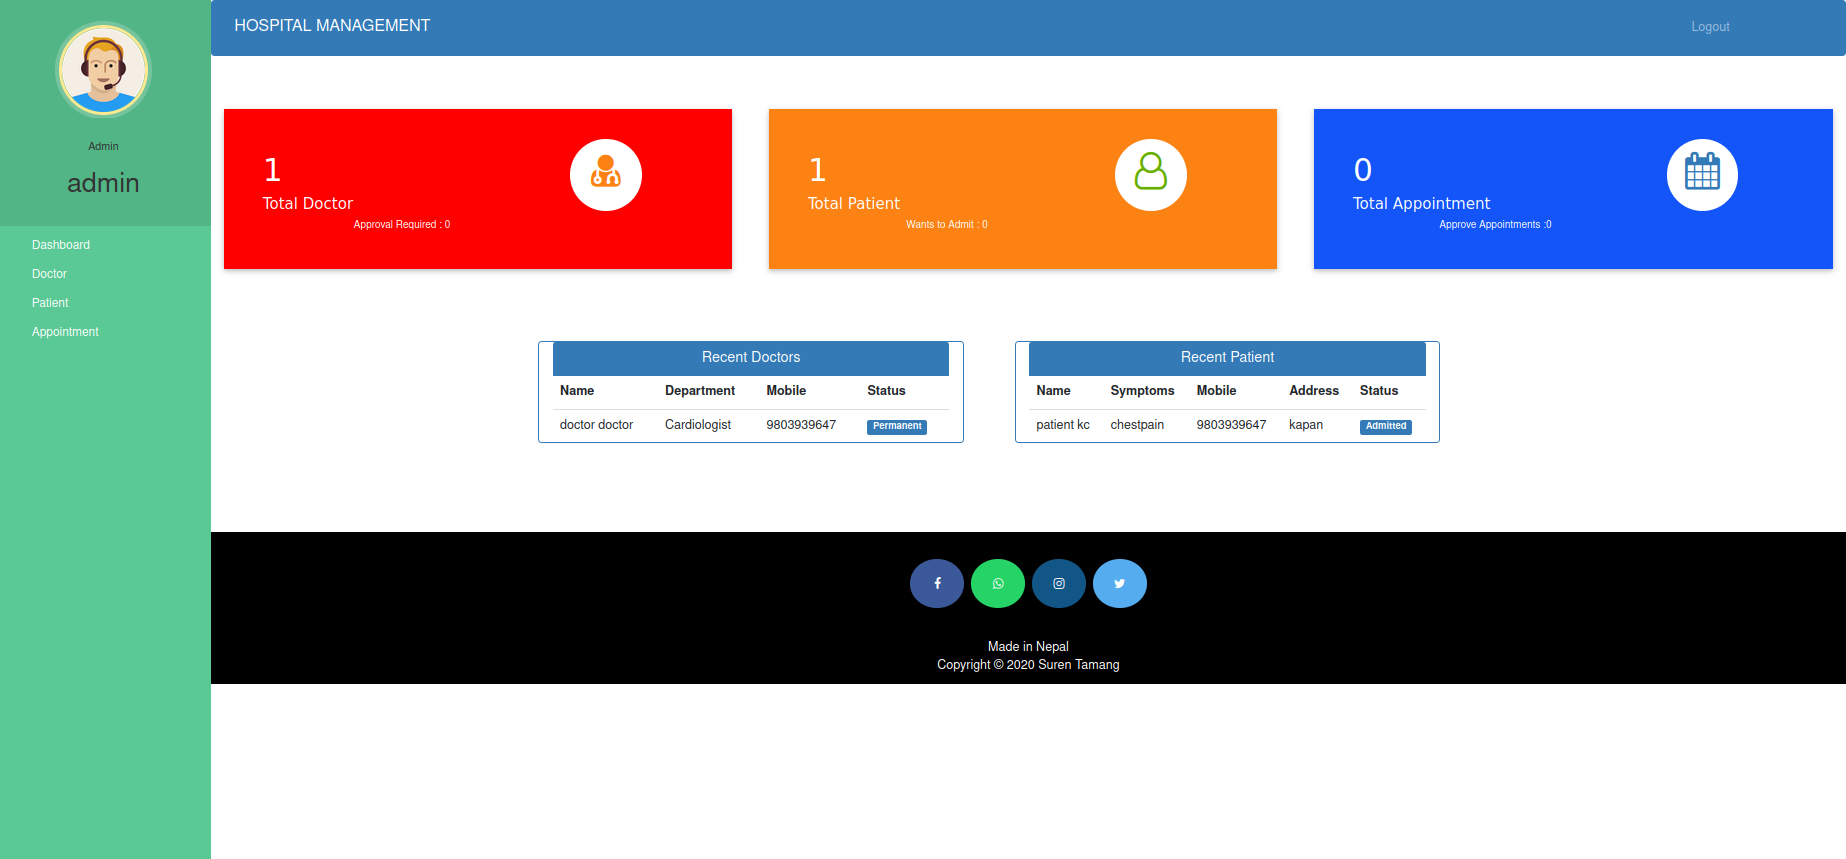 HOSPITAL MANAGEMENT
Logout
Admin
admin
Dashboard
Doctor
Patient
Appointment
1
Total Doctor
Approval Required : 0
1
Total Patient
Wants to Admit : 0
0
Total Appointment
Approve Appointments :0
Recent Doctors
Name Department Mobile Status
doctor doctor Cardiologist 9803939647 Permanent
Recent Patient
Name Symptoms Mobile Address Status
patient kc chestpain 9803939647 kapan Admitted
Made in Nepal
Copyright © 2020 Suren Tamang